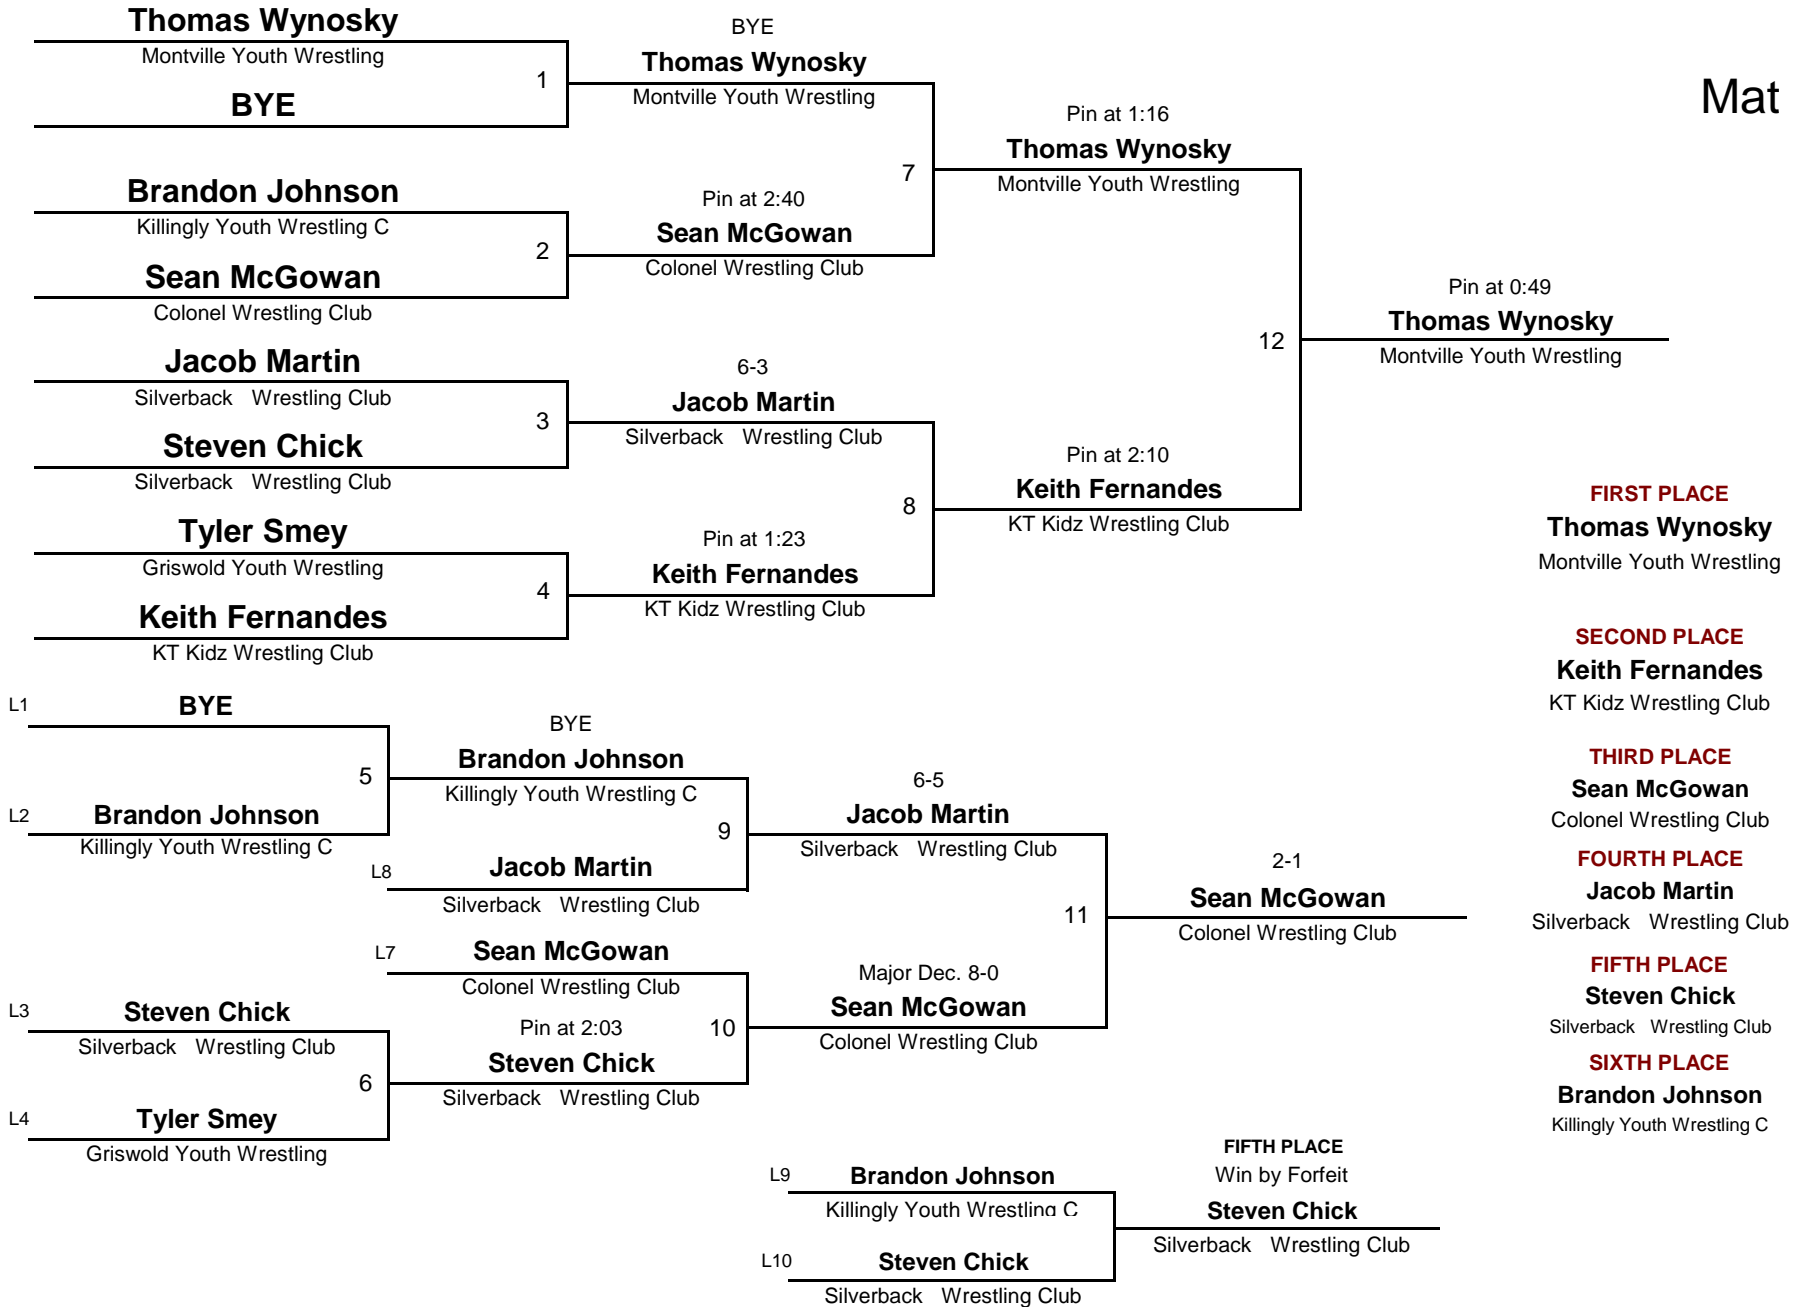 Thomas Wynosky
Montville Youth Wrestling
1
BYE
BYE
Thomas Wynosky
Montville Youth Wrestling
Mat
Brandon Johnson
Killingly Youth Wrestling C
2
Sean McGowan
Colonel Wrestling Club
7
Pin at 2:40
Sean McGowan
Colonel Wrestling Club
Pin at 1:16
Thomas Wynosky
Montville Youth Wrestling
Jacob Martin
Silverback Wrestling Club
3
Steven Chick
Silverback Wrestling Club
6-3
Jacob Martin
Silverback Wrestling Club
12
Pin at 0:49
Thomas Wynosky
Montville Youth Wrestling
Tyler Smey
Griswold Youth Wrestling
4
Keith Fernandes
KT Kidz Wrestling Club
8
Pin at 1:23
Keith Fernandes
KT Kidz Wrestling Club
Pin at 2:10
Keith Fernandes
KT Kidz Wrestling Club
FIRST PLACE
Thomas Wynosky
Montville Youth Wrestling
SECOND PLACE
Keith Fernandes
KT Kidz Wrestling Club
THIRD PLACE
Sean McGowan
Colonel Wrestling Club
FOURTH PLACE
Jacob Martin
Silverback Wrestling Club
FIFTH PLACE
Steven Chick
Silverback Wrestling Club
SIXTH PLACE
Brandon Johnson
Killingly Youth Wrestling C
L1
BYE
5
L2
Brandon Johnson
Killingly Youth Wrestling C
BYE
Brandon Johnson
Killingly Youth Wrestling C
9
L8
Jacob Martin
Silverback Wrestling Club
6-5
Jacob Martin
Silverback Wrestling Club
11
2-1
Sean McGowan
Colonel Wrestling Club
L7
Sean McGowan
Colonel Wrestling Club
10
L3
Steven Chick
Silverback Wrestling Club
6
L4
Tyler Smey
Griswold Youth Wrestling
Pin at 2:03
Steven Chick
Silverback Wrestling Club
Major Dec. 8-0
Sean McGowan
Colonel Wrestling Club
L9
Brandon Johnson
Killingly Youth Wrestling C
L10
Steven Chick
Silverback Wrestling Club
FIFTH PLACE
Win by Forfeit
Steven Chick
Silverback Wrestling Club